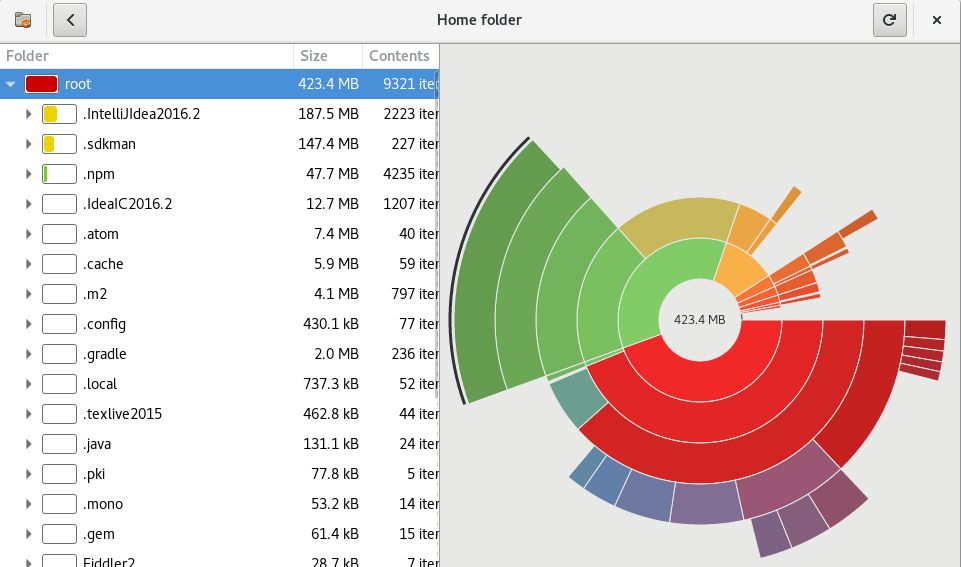 Home folder
Folder Size Contents
root 423.4 MB 9321 iter
.IntelliJIdea2016.2 187.5 MB 2223 iter
.sdkman 147.4 MB 227 iter
.npm 47.7 MB 4235 iter
.IdeaIC2016.2 12.7 MB 1207 iter
.atom 7.4 MB 40 iter
.cache 5.9 MB 59 iter
.m2 4.1 MB 797 iter
.config 430.1 kB 77 iter
.gradle 2.0 MB 236 iter
.local 737.3 kB 52 iter
.texlive2015 462.8 kB 44 iter
.java 131.1 kB 24 iter
.pki 77.8 kB 5 iter
.mono 53.2 kB 14 iter
.gem 61.4 kB 15 iter
Fiddler2 28.7 kB 7 iter
423.4 MB